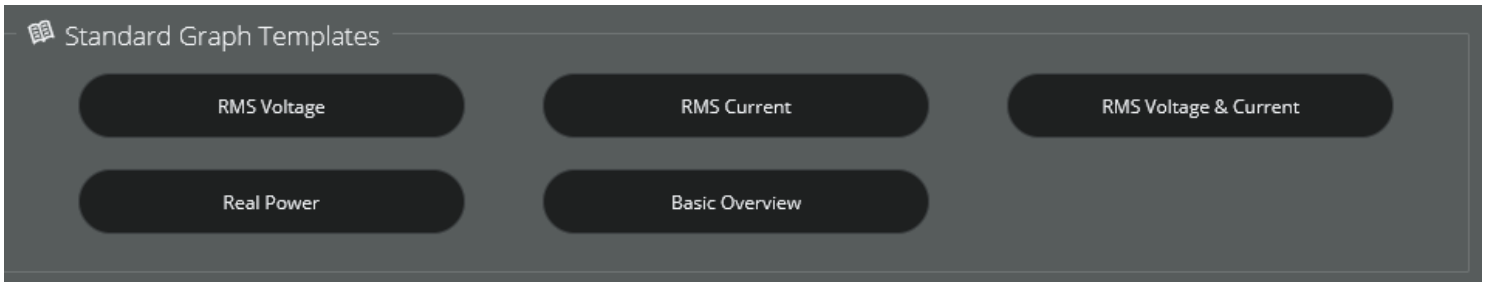 Standard Graph Templates
RMS Voltage
RMS Current
RMS Voltage & Current
Real Power
Basic Overview